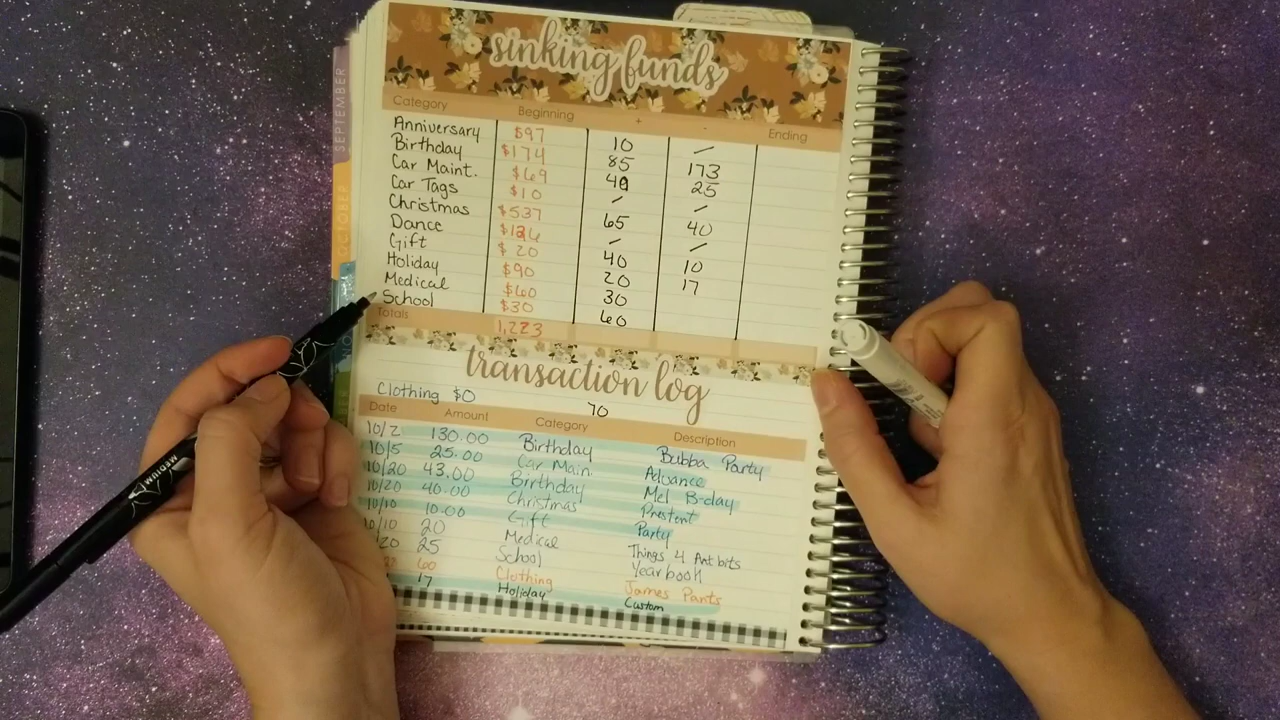 sinking funds
Category Beginning + - Ending
Anniversary $97 10 /
Birthday $174 85 173
Car Maint. $69 40 25
Car Tags $10 / /
Christmas $537 65 40
Dance $126 / /
Gift $20 40 10
Holiday $90 20 17
Medical $60 30
School $30 60
Totals 1,223
transaction log
Clothing $0 70
Date Amount Category Description
10/2 130.00 Birthday Bubba Party
10/5 25.00 Car Main. Advance
10/20 43.00 Birthday Mel B-day
10/20 40.00 Christmas Prestent
10/10 10.00 Gift Party
10/10 20 Medical Things 4 Antbits
/20 25 School Yearbook
60 Clothing James Pants
17 Holiday Custom
SEPTEMBER
OCTOBER
NO
MEDIUM